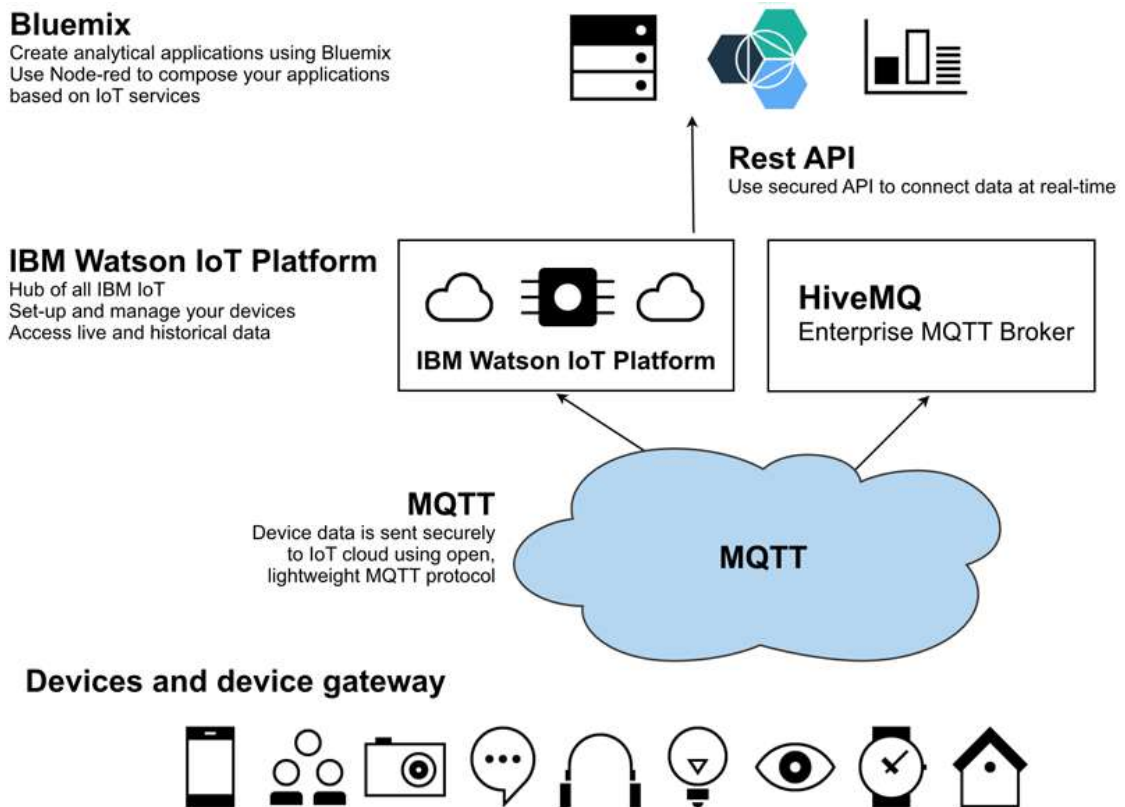 Bluemix
Create analytical applications using Bluemix
Use Node-red to compose your applications
based on IoT services
Rest API
Use secured API to connect data at real-time
IBM Watson IoT Platform
Hub of all IBM IoT
Set-up and manage your devices
Access live and historical data
IBM Watson IoT Platform
HiveMQ
Enterprise MQTT Broker
MQTT
Device data is sent securely
to IoT cloud using open,
lightweight MQTT protocol
MQTT
Devices and device gateway